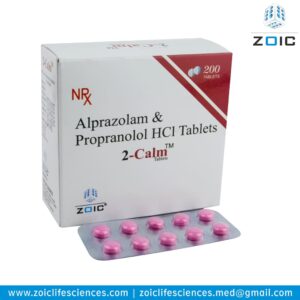 ZOIC
200
TABLETS
NRX
Alprazolam &
Propranolol HCl Tablets
2-Calm™
Tablets
ZOIC
www.zoiclifesciences.com | zoiclifesciences.med@gmail.com